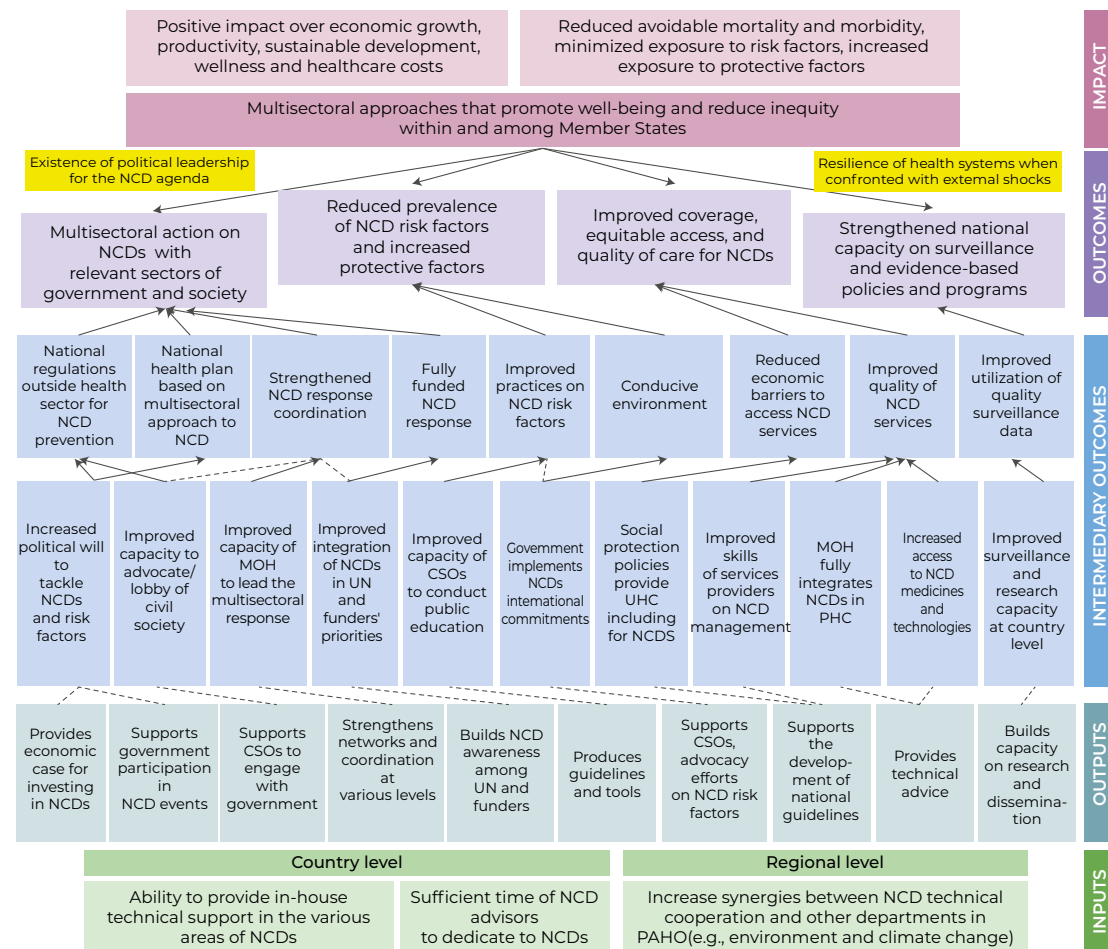 Positive impact over economic growth,
productivity, sustainable development,
wellness and healthcare costs
Reduced avoidable mortality and morbidity,
minimized exposure to risk factors, increased
exposure to protective factors
Multisectoral approaches that promote well-being and reduce inequity
within and among Member States
IMPACT
Existence of political leadership
for the NCD agenda
Resilience of health systems when
confronted with external shocks
Multisectoral action on
NCDs with
relevant sectors of
government and society
Reduced prevalence
of NCD risk factors
and increased
protective factors
Improved coverage,
equitable access, and
quality of care for NCDs
Strengthened national
capacity on surveillance
and evidence-based
policies and programs
OUTCOMES
National
regulations
outside health
sector for
NCD
prevention
National
health plan
based on
multisectoral
approach to
NCD
Strengthened
NCD response
coordination
Fully
funded
NCD
response
Improved
practices on
NCD risk
factors
Conducive
environment
Reduced
economic
barriers to
access NCD
services
Improved
quality of
NCD
services
Improved
utilization of
quality
surveillance
data
INTERMEDIARY OUTCOMES
Increased
political will
to
tackle
NCDs
and risk
factors
Improved
capacity to
advocate/
lobby of
civil
society
Improved
capacity of
MOH
to lead the
multisectoral
response
Improved
integration
of NCDs
in UN
and
funders'
priorities
Improved
capacity of
CSOs
to conduct
public
education
Government
implements
NCDs
international
commitments
Social
protection
policies
provide
UHC
including
for NCDS
Improved
skills
of services
providers
on NCD
management
MOH
fully
integrates
NCDs in
PHC
Increased
access
to NCD
medicines
and
technologies
Improved
surveillance
and
research
capacity
at country
level
Provides
economic
case for
investing
in NCDs
Supports
government
participation
in
NCD events
Supports
CSOs to
engage
with
government
Strengthens
networks and
coordination
at
various levels
Builds NCD
awareness
among
UN and
funders
Produces
guidelines
and tools
Supports
CSOs,
advocacy
efforts
on NCD risk
factors
Supports
the
develop-
ment of
national
guidelines
Provides
technical
advice
Builds
capacity
on research
and
dissemina-
tion
OUTPUTS
Country level
Regional level
Ability to provide in-house
technical support in the various
areas of NCDs
Sufficient time of NCD
advisors
to dedicate to NCDs
Increase synergies between NCD technical
cooperation and other departments in
PAHO(e.g., environment and climate change)
INPUTS